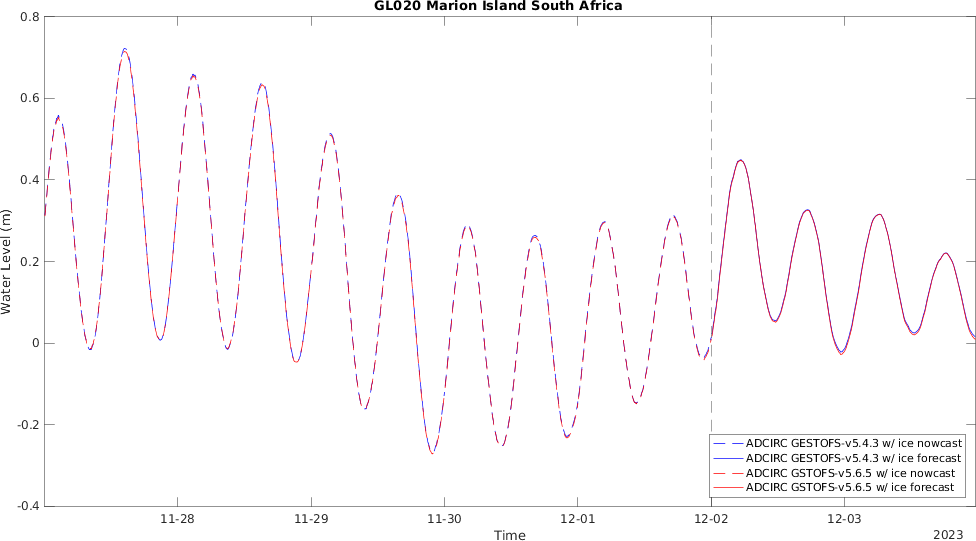 GL020 Marion Island South Africa
0.8
0.6
0.4
0.2
0
-0.2
-0.4
Water Level (m)
11-28
11-29
11-30
12-01
12-02
12-03
Time
2023
ADCIRC GESTOFS-v5.4.3 w/ ice nowcast
ADCIRC GESTOFS-v5.4.3 w/ ice forecast
ADCIRC GSTOFS-v5.6.5 w/ ice nowcast
ADCIRC GSTOFS-v5.6.5 w/ ice forecast